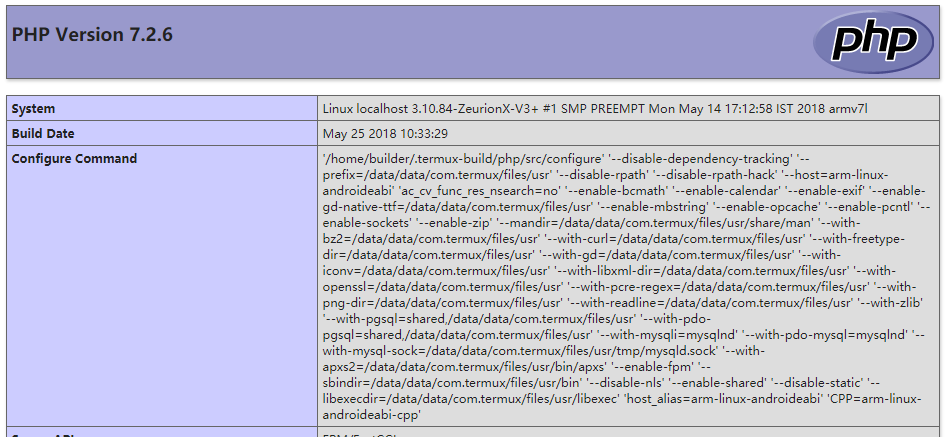 PHP Version 7.2.6
php
System
Linux localhost 3.10.84-ZeurionX-V3+ #1 SMP PREEMPT Mon May 14 17:12:58 IST 2018 armv7l
Build Date
May 25 2018 10:33:29
Configure Command
'/home/builder/.termux-build/php/src/configure' '--disable-dependency-tracking' '--
prefix=/data/data/com.termux/files/usr' '--disable-rpath' '--disable-rpath-hack' '--host=arm-linux-
androideabi' 'ac_cv_func_res_nsearch=no' '--enable-bcmath' '--enable-calendar' '--enable-exif' '--enable-
gd-native-ttf=/data/data/com.termux/files/usr' '--enable-mbstring' '--enable-opcache' '--enable-pcntl' '--
enable-sockets' '--enable-zip' '--mandir=/data/data/com.termux/files/usr/share/man' '--with-
bz2=/data/data/com.termux/files/usr' '--with-curl=/data/data/com.termux/files/usr' '--with-freetype-
dir=/data/data/com.termux/files/usr' '--with-gd=/data/data/com.termux/files/usr' '--with-
iconv=/data/data/com.termux/files/usr' '--with-libxml-dir=/data/data/com.termux/files/usr' '--with-
openssl=/data/data/com.termux/files/usr' '--with-pcre-regex=/data/data/com.termux/files/usr' '--with-
png-dir=/data/data/com.termux/files/usr' '--with-readline=/data/data/com.termux/files/usr' '--with-zlib'
'--with-pgsql=shared,/data/data/com.termux/files/usr' '--with-pdo-
pgsql=shared,/data/data/com.termux/files/usr' '--with-mysqli=mysqlnd' '--with-pdo-mysql=mysqlnd' '--
with-mysql-sock=/data/data/com.termux/files/usr/tmp/mysqld.sock' '--with-
apxs2=/data/data/com.termux/files/usr/bin/apxs' '--enable-fpm' '--
sbindir=/data/data/com.termux/files/usr/bin' '--disable-nls' '--enable-shared' '--disable-static' '--
libexecdir=/data/data/com.termux/files/usr/libexec' 'host_alias=arm-linux-androideabi' 'CPP=arm-linux-
androideabi-cpp'